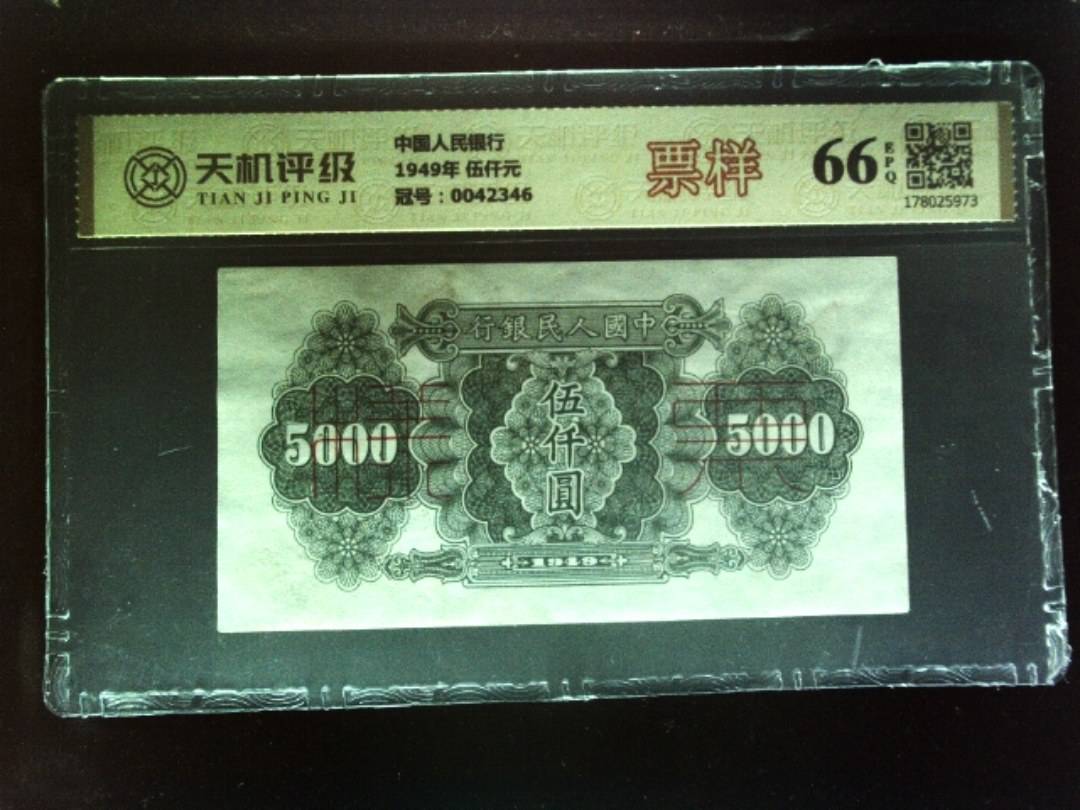 天机评级
TIAN JI PING JI
中国人民银行
1949年 伍仟元
冠号：0042346
票样
66
EPQ
178025973
行銀民人國中
5000
伍仟圓
5000
1949